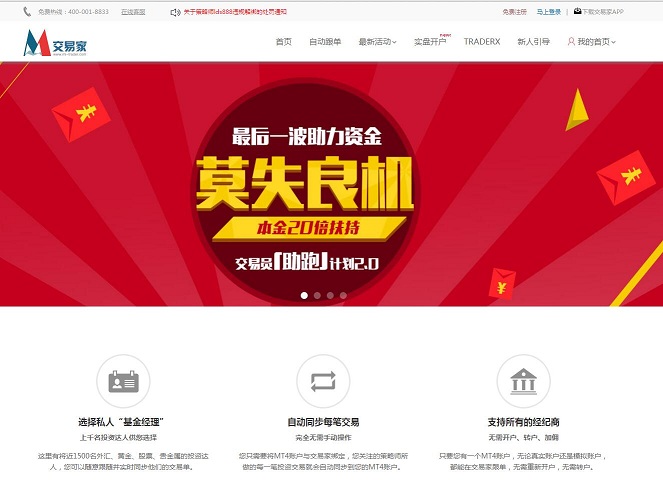 免费热线：400-001-8833 在线客服 关于策略师ids888违规解绑的处罚通知 免费注册 马上登录 | 下载交易家APP
交易家
首页 自动跟单 最新活动 实盘开户 TRADERX 新人引导 我的首页
最后一波助力资金
莫失良机
本金20倍扶持
交易员「助跑」计划2.0
选择私人“基金经理” 自动同步每笔交易 支持所有的经纪商
上千名投资达人供您选择 完全无需手动操作 无需开户、转户、加佣
这里有将近1500名外汇、黄金、股票、贵金属的投资达 您只需要将MT4账户与交易家绑定，您关注的策略师所 只要您有一个MT4账户，无论真实账户还是模拟账户，
人，您可以随意跟随并实时同步他们的交易单。 做的每一笔投资交易就会自动同步到您的MT4账户。 都能在交易家跟单，无需重新开户，无需转户。